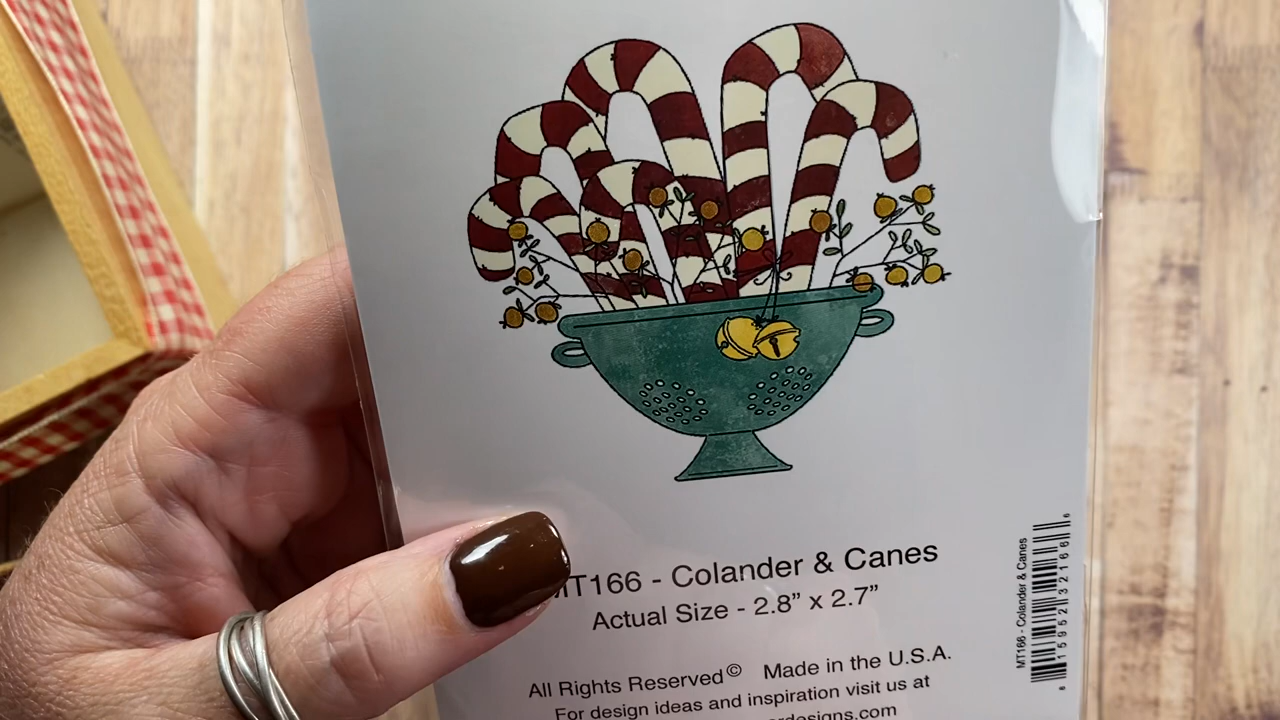 MT166 - Colander & Canes
Actual Size - 2.8" x 2.7"
All Rights Reserved© Made in the U.S.A.
For design ideas and inspiration visit us at
MT166 - Colander & Canes